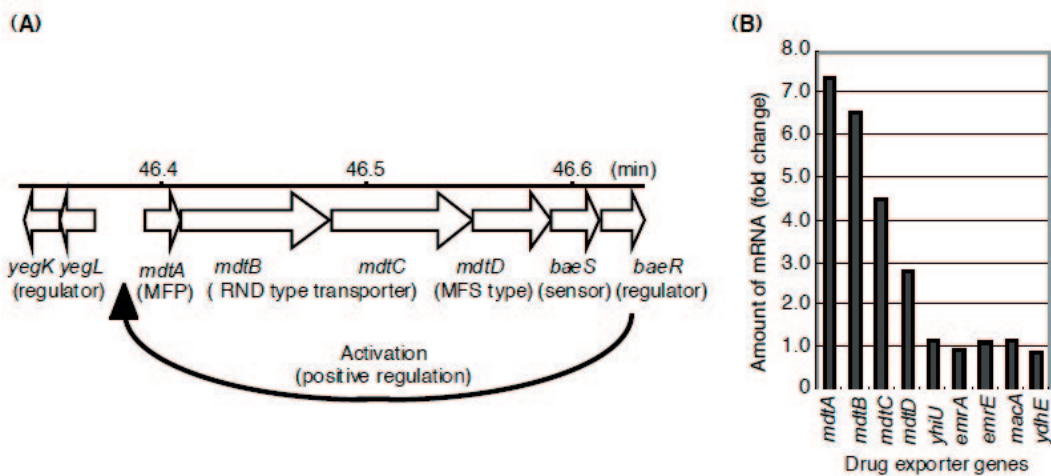 (A)
46.4 46.5 46.6 (min)
yegK yegL mdtA mdtB mdtC mdtD baeS baeR
(regulator) (MFP) ( RND type transporter) (MFS type) (sensor) (regulator)
Activation
(positive regulation)
(B)
Amount of mRNA (fold change)
8.0
7.0
6.0
5.0
4.0
3.0
2.0
1.0
0
mdtA mdtB mdtC mdtD yhiU emrA emrE macA ydhE
Drug exporter genes